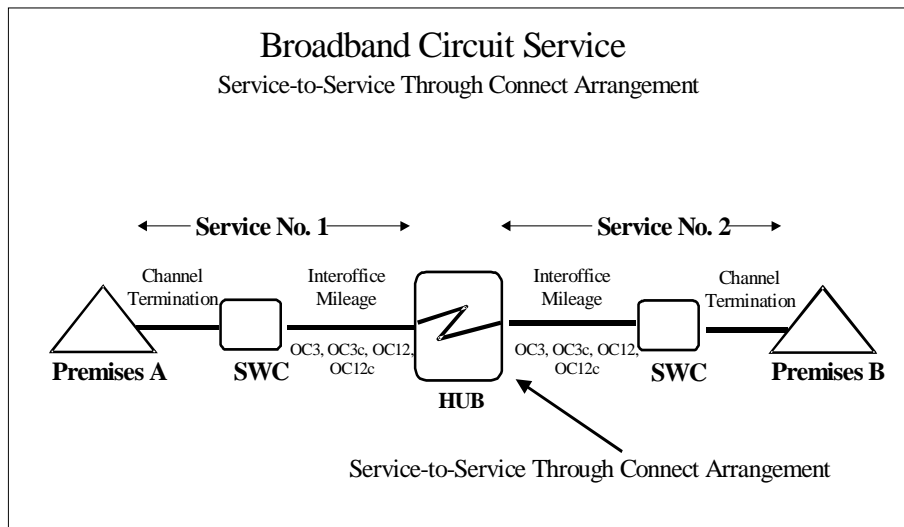 Broadband Circuit Service
Service-to-Service Through Connect Arrangement
Service No. 1
Service No. 2
Channel
Termination
Interoffice
Mileage
Interoffice
Mileage
Channel
Termination
OC3, OC3c, OC12,
OC12c
OC3, OC3c, OC12,
OC12c
Premises A
SWC
HUB
SWC
Premises B
Service-to-Service Through Connect Arrangement